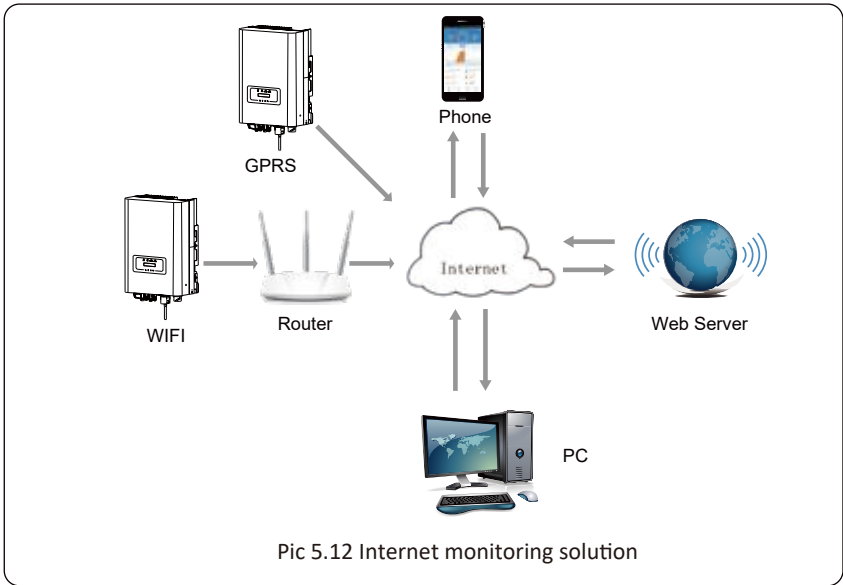 Phone
GPRS
Internet
WIFI
Router
Web Server
PC
Pic 5.12 Internet monitoring solution